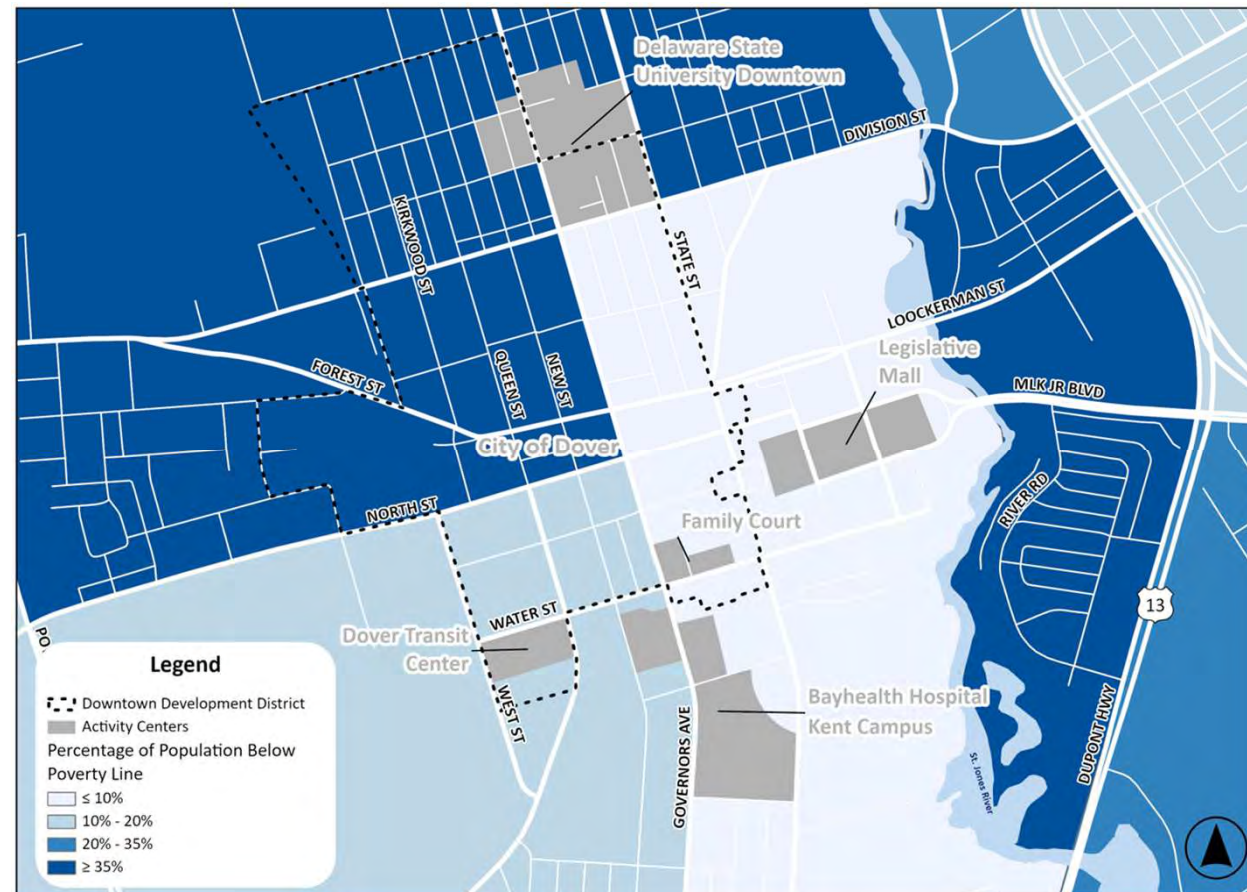 Delaware State
University Downtown
DIVISION ST
KIRKWOOD ST
STATE ST
LOOCKERMAN ST
Legislative
Mall
FOREST ST
QUEEN ST
NEW ST
MLK JR BLVD
City of Dover
NORTH ST
RIVER RD
Family Court
WATER ST
13
Dover Transit
Center
WEST ST
Bayhealth Hospital
Kent Campus
GOVERNORS AVE
DUPONT HWY
St. Jones River
PO
Legend
Downtown Development District
Activity Centers
Percentage of Population Below
Poverty Line
≤ 10%
10% - 20%
20% - 35%
≥ 35%